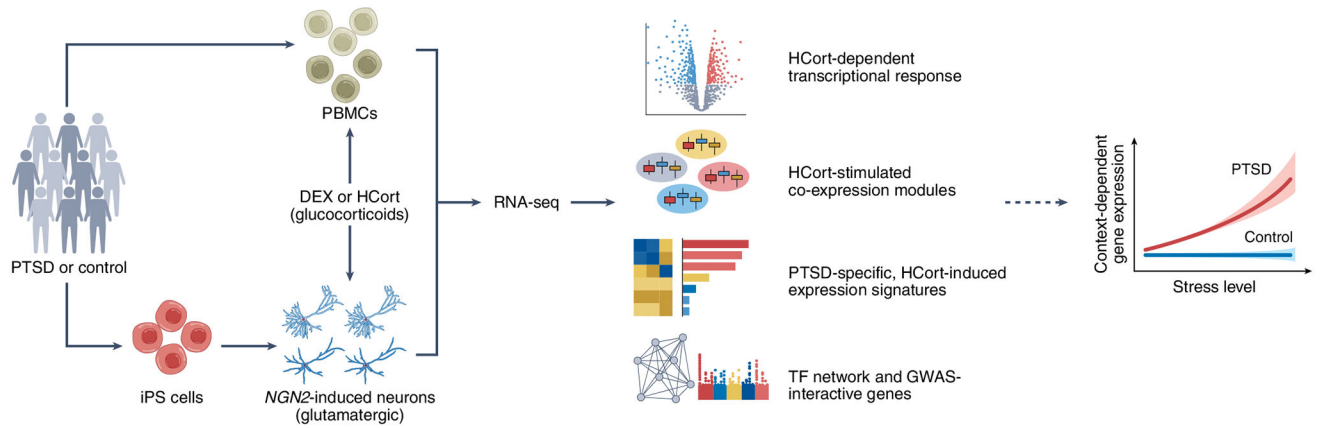 PTSD or control
PBMCs
DEX or HCort
(glucocorticoids)
iPS cells
NGN2-induced neurons
(glutamatergic)
RNA-seq
HCort-dependent
transcriptional response
HCort-stimulated
co-expression modules
PTSD-specific, HCort-induced
expression signatures
TF network and GWAS-
interactive genes
Context-dependent
gene expression
PTSD
Control
Stress level